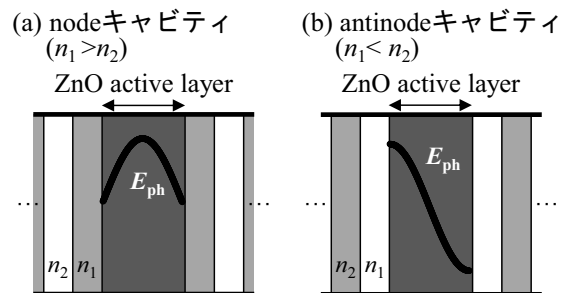 (a) nodeキャビティ
(n₁ >n₂)
ZnO active layer
Eₚₕ
...
...
n₂ n₁
(b) antinodeキャビティ
(n₁< n₂)
ZnO active layer
Eₚₕ
...
...
n₂ n₁